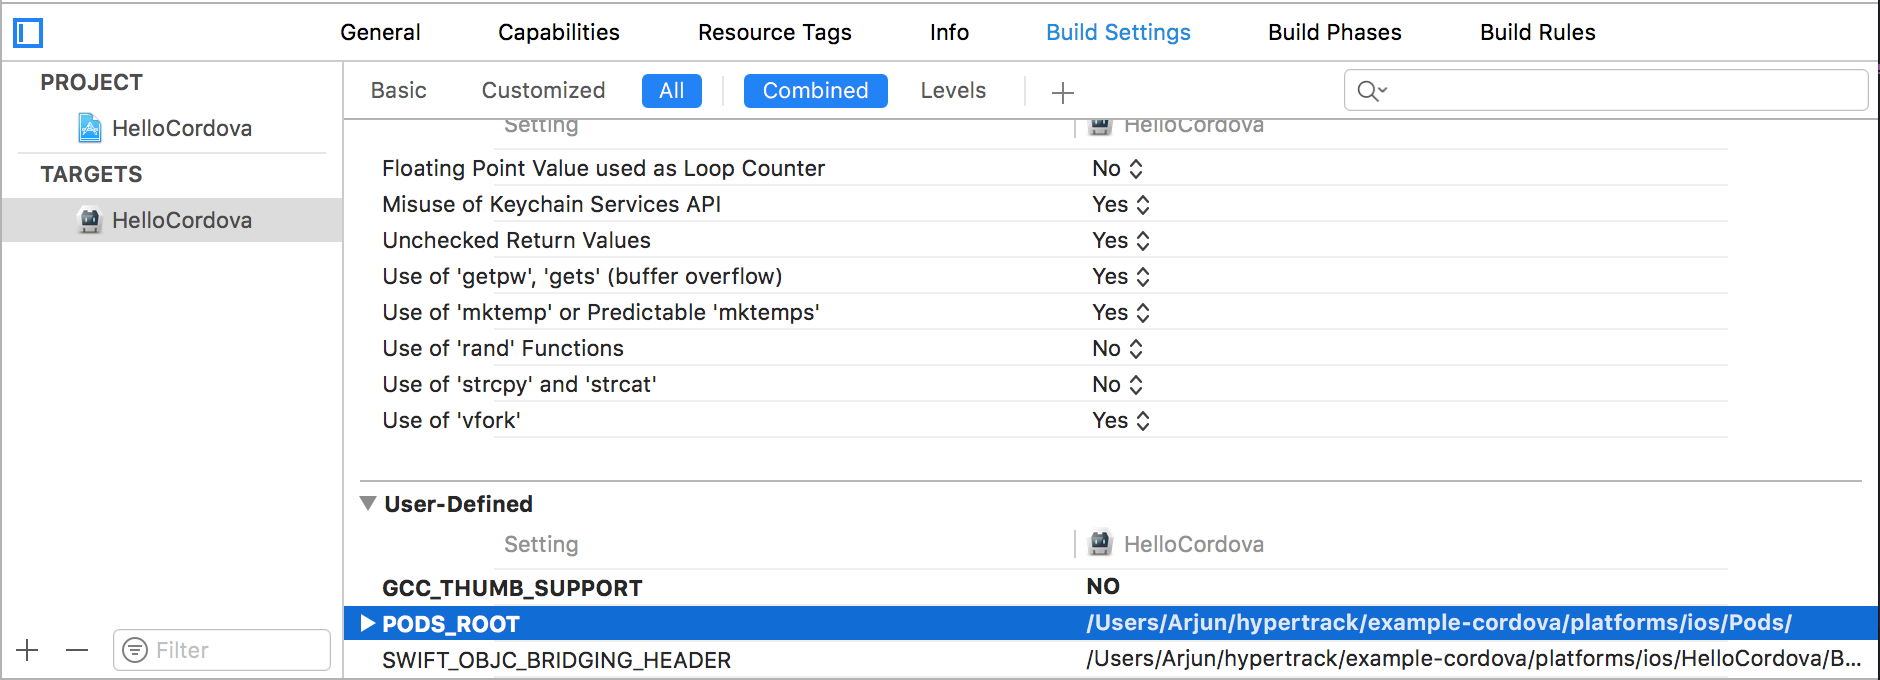 General Capabilities Resource Tags Info Build Settings Build Phases Build Rules
PROJECT
HelloCordova
TARGETS
HelloCordova
Filter
Basic Customized All Combined Levels
Setting HelloCordova
Floating Point Value used as Loop Counter No
Misuse of Keychain Services API Yes
Unchecked Return Values Yes
Use of 'getpw', 'gets' (buffer overflow) Yes
Use of 'mktemp' or Predictable 'mktemps' Yes
Use of 'rand' Functions No
Use of 'strcpy' and 'strcat' No
Use of 'vfork' Yes
User-Defined
Setting HelloCordova
GCC_THUMB_SUPPORT NO
PODS_ROOT /Users/Arjun/hypertrack/example-cordova/platforms/ios/Pods/
SWIFT_OBJC_BRIDGING_HEADER /Users/Arjun/hypertrack/example-cordova/platforms/ios/HelloCordova/B...